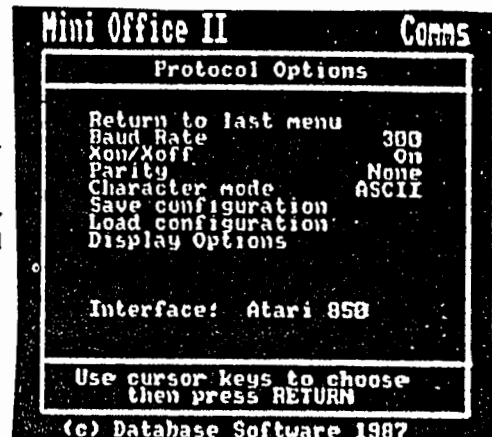 Mini Office II Comms
Protocol Options
Return to last menu
Baud Rate 300
Xon/Xoff On
Parity None
Character mode ASCII
Save configuration
Load configuration
Display Options
Interface: Atari 850
Use cursor keys to choose
then press RETURN
(c) Database Software 1987